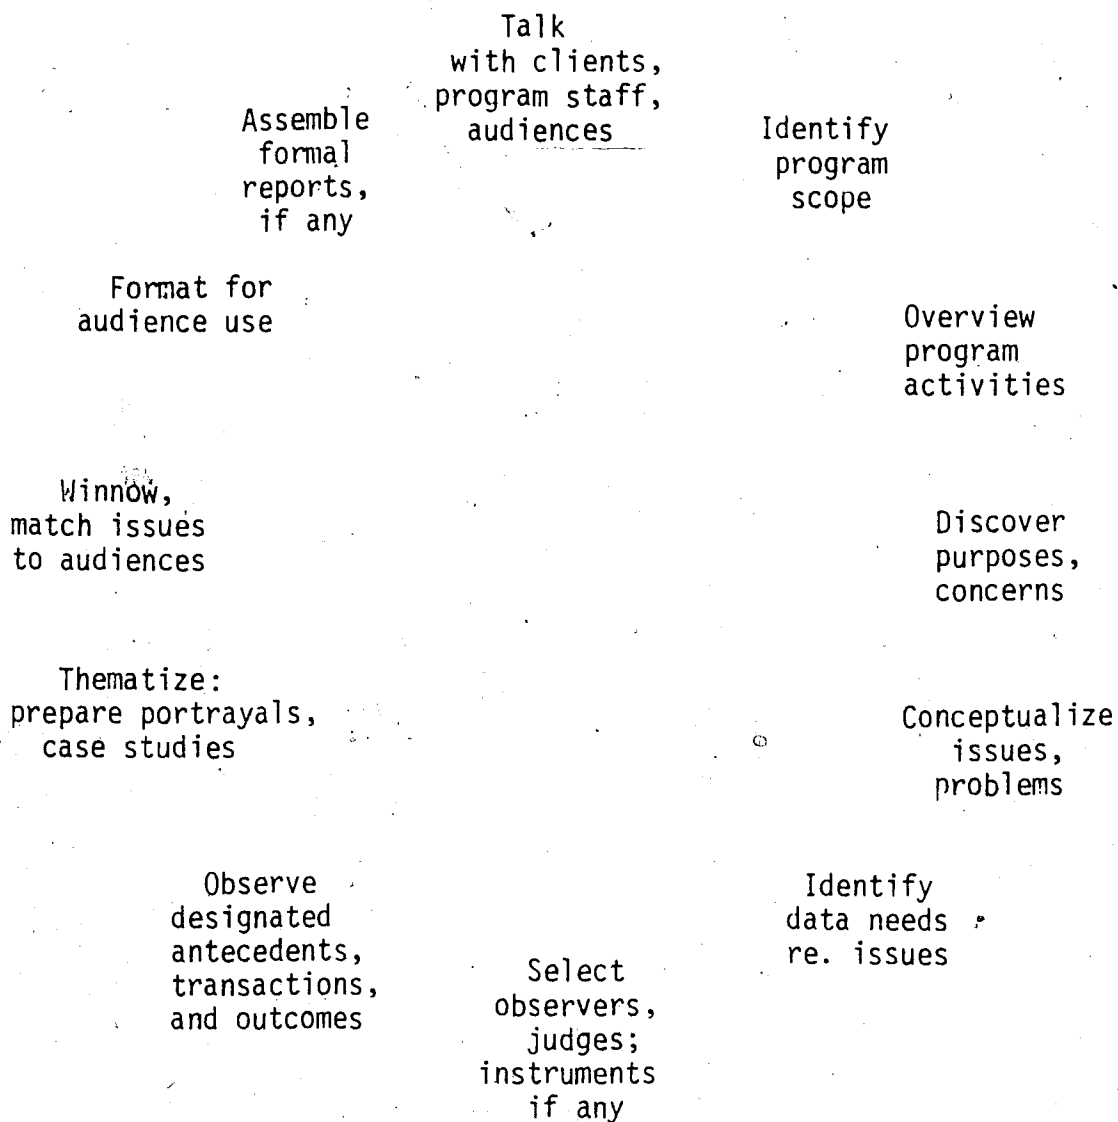 Talk
with clients,
program staff,
audiences
Identify
program
scope
Overview
program
activities
Discover
purposes,
concerns
Conceptualize
issues,
problems
Identify
data needs
re. issues
Select
observers,
judges;
instruments
if any
Observe
designated
antecedents,
transactions,
and outcomes
Thematize:
prepare portrayals,
case studies
Winnow,
match issues
to audiences
Format for
audience use
Assemble
formal
reports,
if any